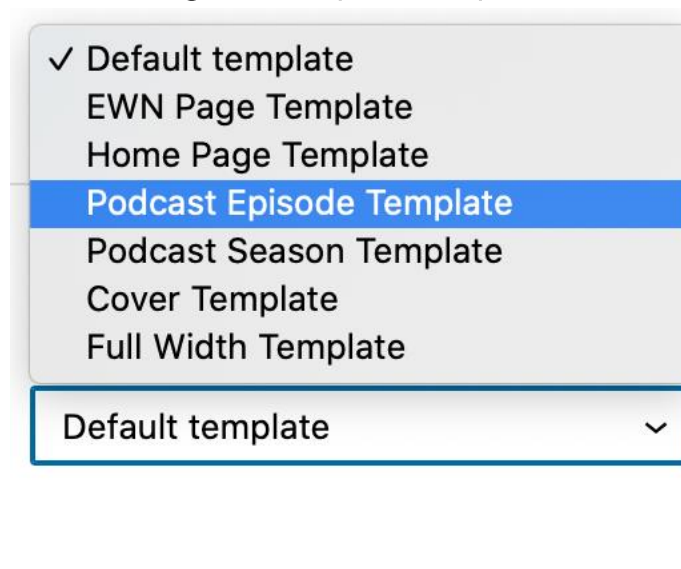 ✓ Default template
EWN Page Template
Home Page Template
Podcast Episode Template
Podcast Season Template
Cover Template
Full Width Template
Default template